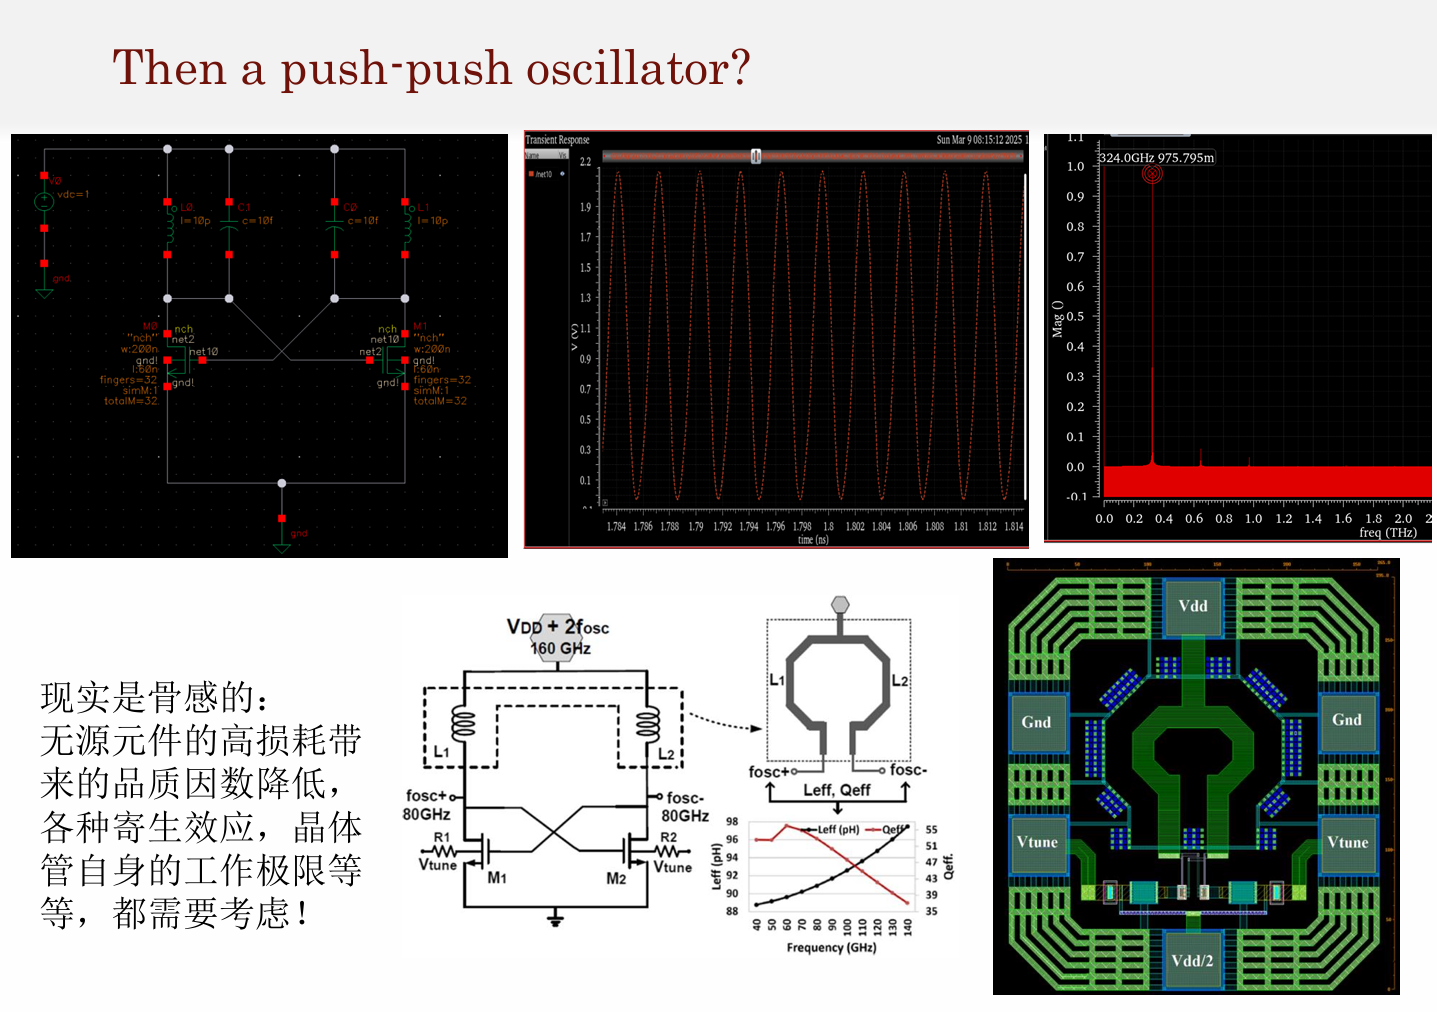 Then a push-push oscillator?
V0
vdc=1
gnd
L0
l=10p
C1
c=10f
C0
c=10f
L1
l=10p
M0
nch
"nch"
net2
w:200n
gnd!
net10
l:60n
gnd!
fingers=32
simM:1
totalM=32
M1
nch
"nch"
net10
w:200n
net2
gnd!
l:60n
gnd!
fingers=32
simM:1
totalM=32
gnd
Transient Response
Sun Mar 9 08:15:12 2025 1
Name Vis
/net10
2.2
1.9
1.7
1.5
1.3
1.1
0.9
0.7
0.5
0.3
0.1
V (V)
1.784 1.786 1.788 1.79 1.792 1.794 1.796 1.798 1.8 1.802 1.804 1.806 1.808 1.81 1.812 1.814
time (ns)
324.0GHz 975.795m
1.1
1.0
0.9
0.8
0.7
0.6
0.5
0.4
0.3
0.2
0.1
0.0
-0.1
Mag ()
0.0 0.2 0.4 0.6 0.8 1.0 1.2 1.4 1.6 1.8 2.0 2
freq (THz)
现实是骨感的：
无源元件的高损耗带
来的品质因数降低，
各种寄生效应，晶体
管自身的工作极限等
等，都需要考虑！
VDD + 2fosc
160 GHz
L1
L2
fosc+
80GHz
fosc-
80GHz
R1
Vtune
M1
R2
Vtune
M2
L1
L2
fosc+
fosc-
Leff, Qeff
Leff (pH)
Qeff
98
96
94
92
90
88
Leff (pH)
55
51
47
43
39
35
Qeff.
40 50 60 70 80 90 100 110 120 130 140
Frequency (GHz)
Vdd
Gnd
Gnd
Vtune
Vtune
Vdd/2